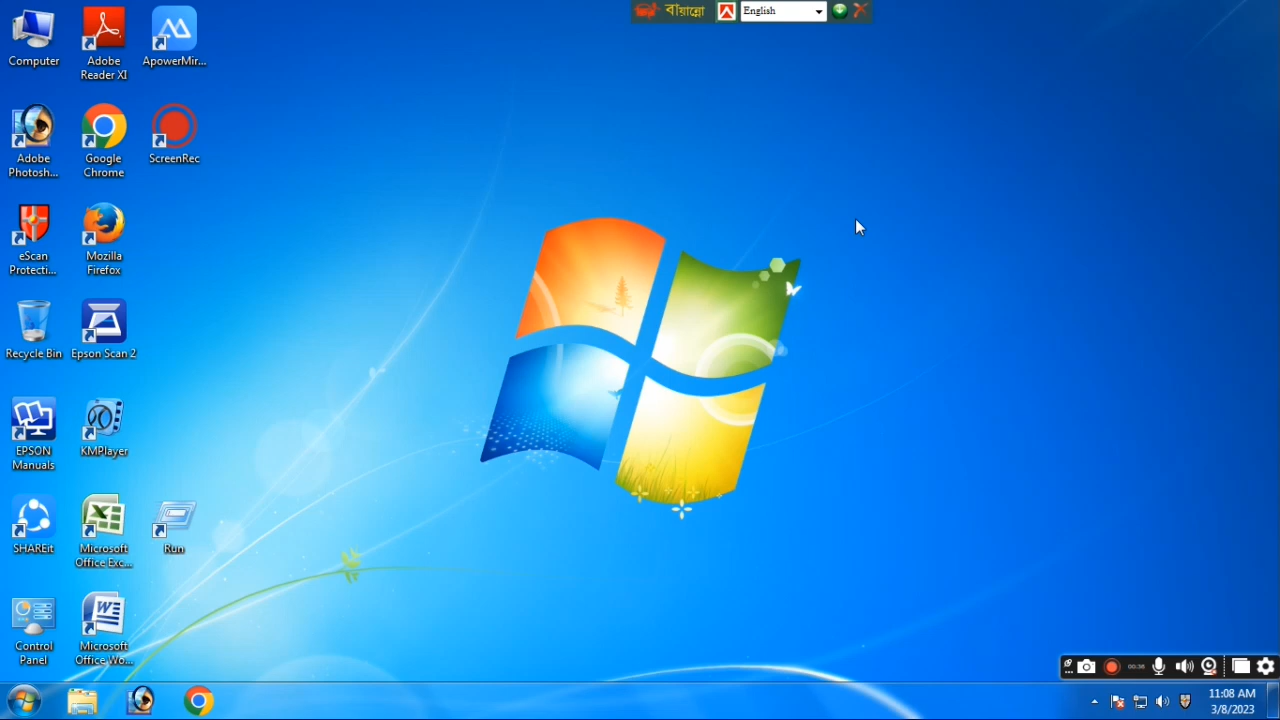 বাঁয়ান্নো
English
Computer
Adobe
Reader XI
ApowerMir...
Adobe
Photosh...
Google
Chrome
ScreenRec
eScan
Protecti...
Mozilla
Firefox
Recycle Bin
Epson Scan 2
EPSON
Manuals
KMPlayer
SHAREit
Microsoft
Office Exc...
Run
Control
Panel
Microsoft
Office Wo...
00:38
11:08 AM
3/8/2023